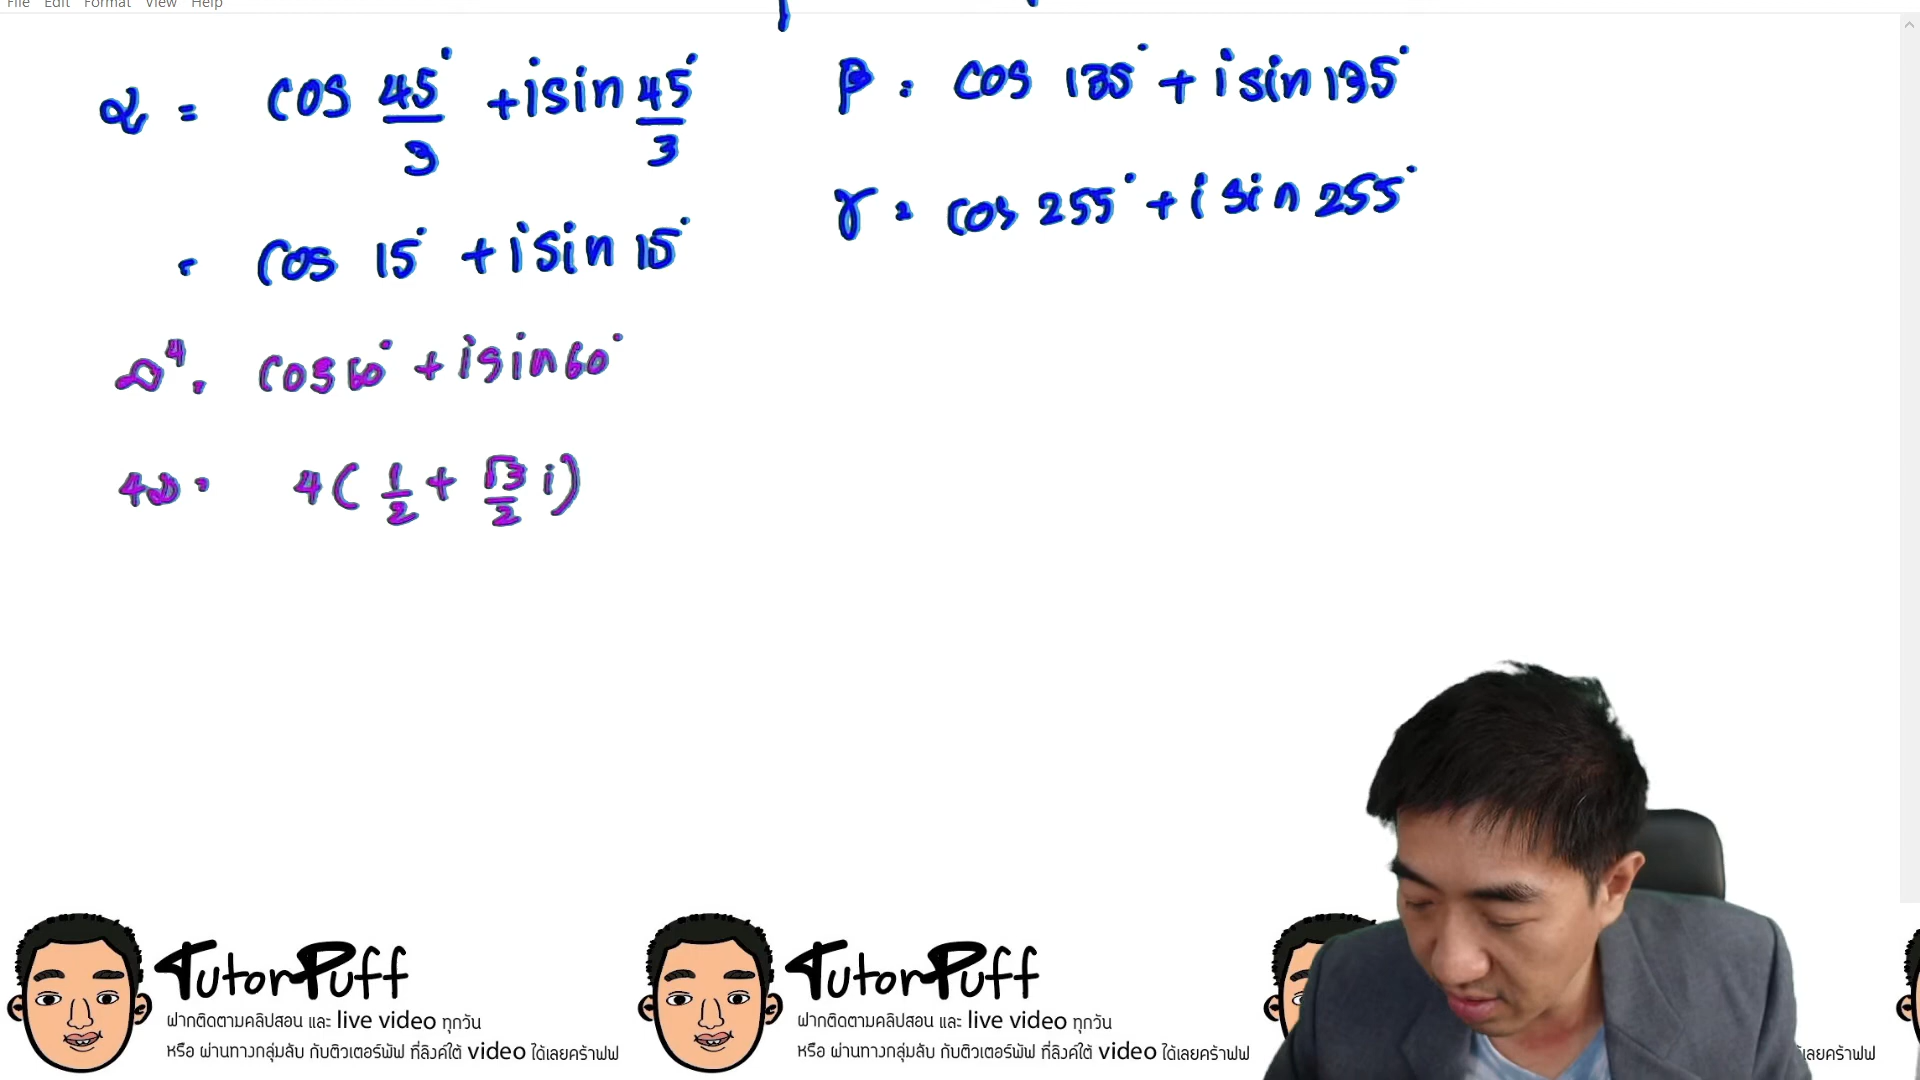 File Edit Format View Help
α = cos 45°/3 + i sin 45°/3
= cos 15° + i sin 15°
α⁴ = cos 60° + i sin 60°
4α = 4( 1/2 + √3/2 i )
β = cos 135° + i sin 135°
γ = cos 255° + i sin 255°
TutorPuff
ฝากติดตามคลิปสอน และ live video ทุกวัน
หรือ ผ่านทางกลุ่มลับ กับติวเตอร์พัฟ ที่ลิงค์ใต้ video ได้เลยคร้าฟฟ
TutorPuff
ฝากติดตามคลิปสอน และ live video ทุกวัน
หรือ ผ่านทางกลุ่มลับ กับติวเตอร์พัฟ ที่ลิงค์ใต้ video ได้เลยคร้าฟฟ